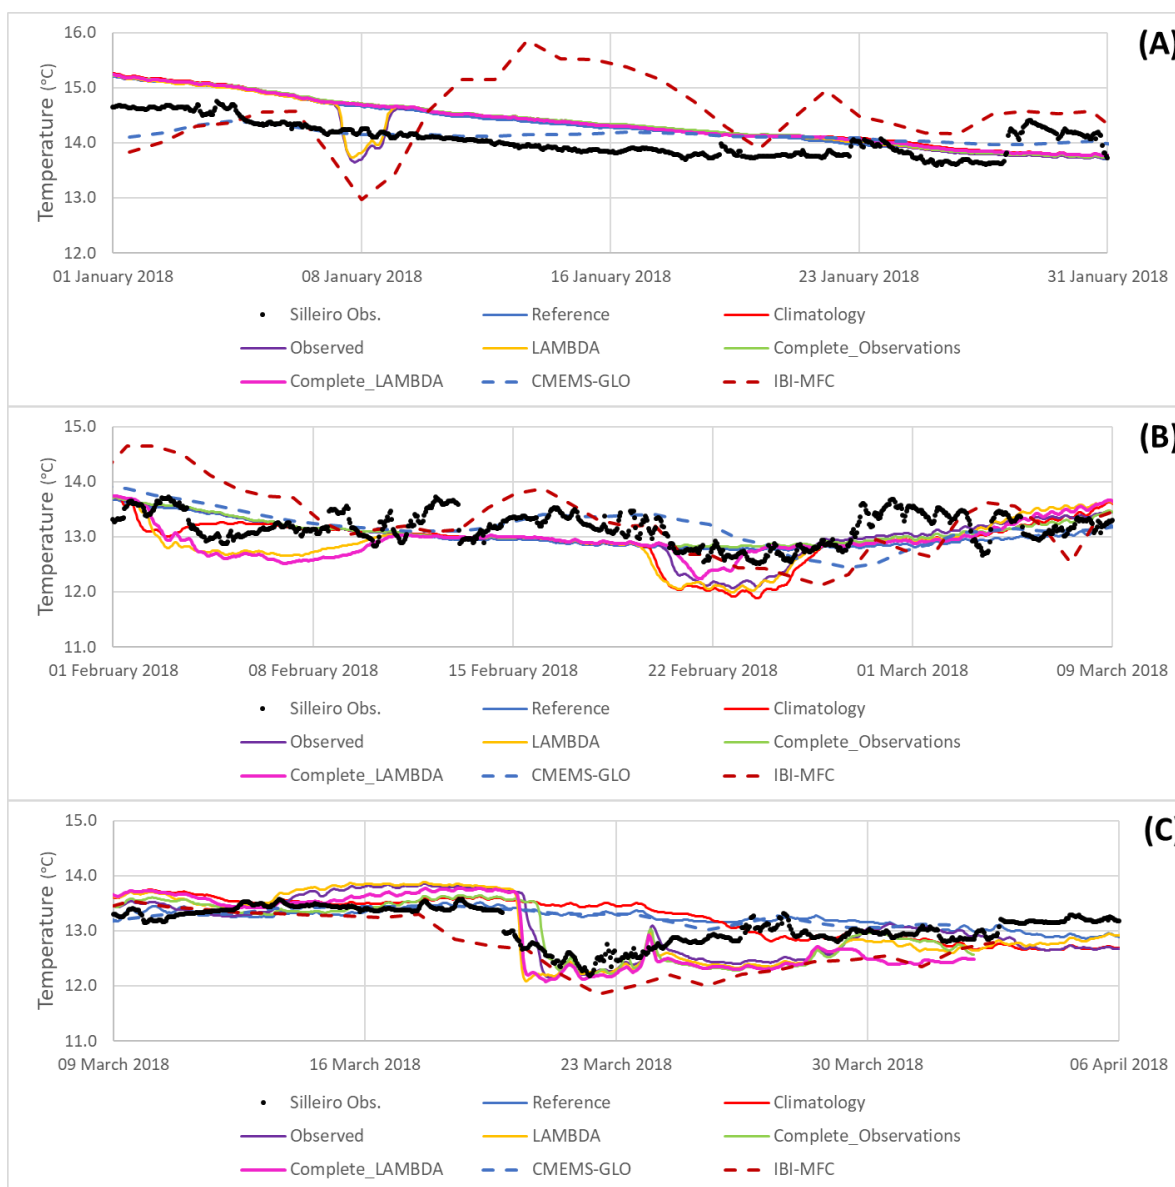 (A)
Temperature (°C)
16.0
15.0
14.0
13.0
12.0
01 January 2018 08 January 2018 16 January 2018 23 January 2018 31 January 2018
Silleiro Obs. Reference Climatology
Observed LAMBDA Complete_Observations
Complete_LAMBDA CMEMS-GLO IBI-MFC
(B)
Temperature (°C)
15.0
14.0
13.0
12.0
11.0
01 February 2018 08 February 2018 15 February 2018 22 February 2018 01 March 2018 09 March 2018
Silleiro Obs. Reference Climatology
Observed LAMBDA Complete_Observations
Complete_LAMBDA CMEMS-GLO IBI-MFC
(C)
Temperature (°C)
15.0
14.0
13.0
12.0
11.0
09 March 2018 16 March 2018 23 March 2018 30 March 2018 06 April 2018
Silleiro Obs. Reference Climatology
Observed LAMBDA Complete_Observations
Complete_LAMBDA CMEMS-GLO IBI-MFC